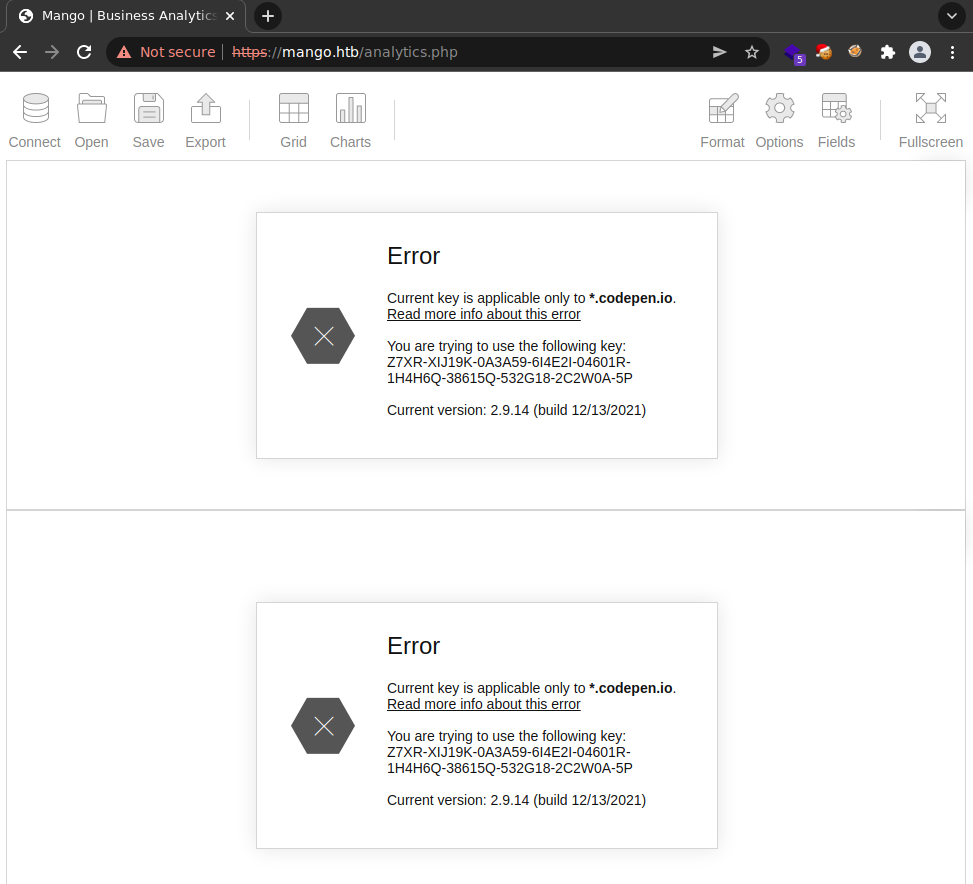 Mango | Business Analytics
Not secure | https://mango.htb/analytics.php
5
Connect Open Save Export Grid Charts Format Options Fields Fullscreen
Error
Current key is applicable only to *.codepen.io.
Read more info about this error
You are trying to use the following key:
Z7XR-XIJ19K-0A3A59-6I4E2I-04601R-
1H4H6Q-38615Q-532G18-2C2W0A-5P
Current version: 2.9.14 (build 12/13/2021)
Error
Current key is applicable only to *.codepen.io.
Read more info about this error
You are trying to use the following key:
Z7XR-XIJ19K-0A3A59-6I4E2I-04601R-
1H4H6Q-38615Q-532G18-2C2W0A-5P
Current version: 2.9.14 (build 12/13/2021)